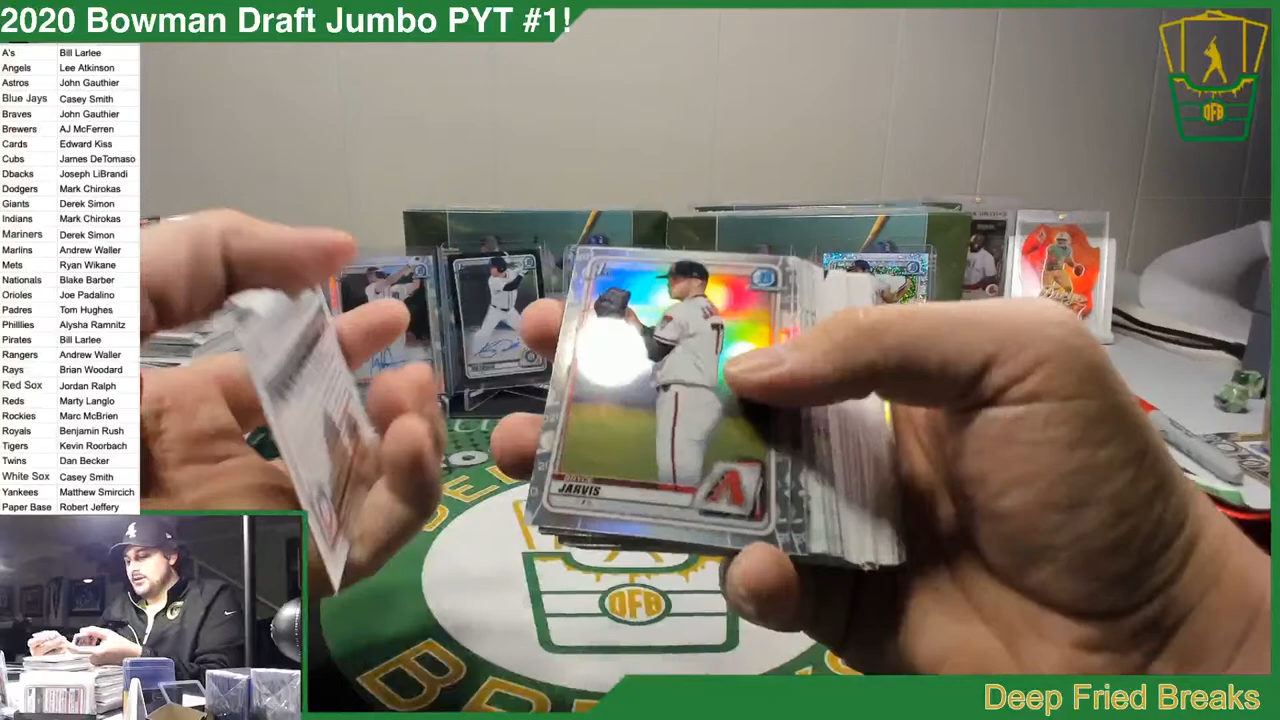 2020 Bowman Draft Jumbo PYT #1!
A's Bill Larlee
Angels Lee Atkinson
Astros John Gauthier
Blue Jays Casey Smith
Braves John Gauthier
Brewers AJ McFerren
Cards Edward Kiss
Cubs James DeTomaso
Dbacks Joseph LiBrandi
Dodgers Mark Chirokas
Giants Derek Simon
Indians Mark Chirokas
Mariners Derek Simon
Marlins Andrew Waller
Mets Ryan Wikane
Nationals Blake Barber
Orioles Joe Padalino
Padres Tom Hughes
Philllies Alysha Ramnitz
Pirates Bill Larlee
Rangers Andrew Waller
Rays Brian Woodard
Red Sox Jordan Ralph
Reds Marty Langlo
Rockies Marc McBrien
Royals Benjamin Rush
Tigers Kevin Roorbach
Twins Dan Becker
White Sox Casey Smith
Yankees Matthew Smircich
Paper Base Robert Jeffery
DFB
JARVIS
DFB
Deep Fried Breaks